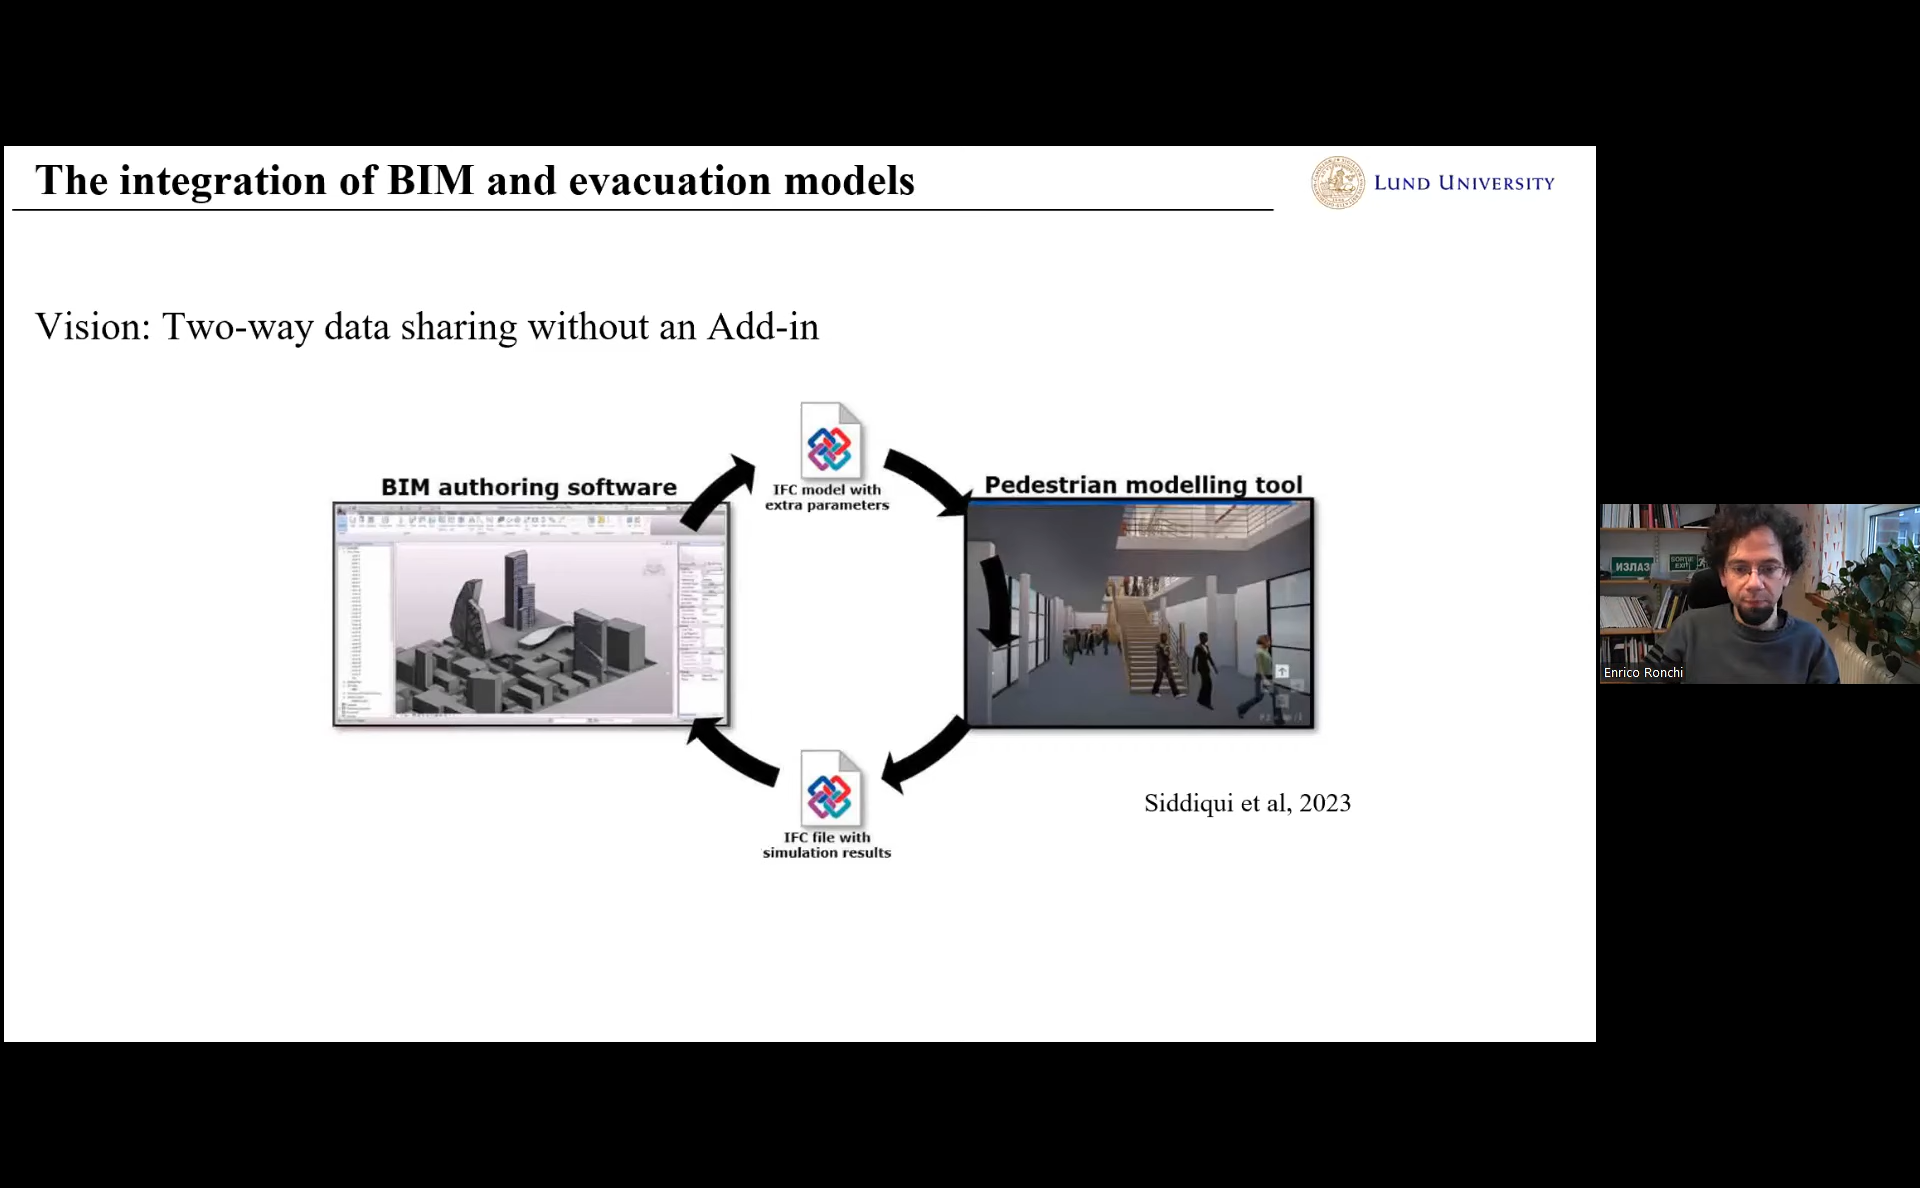 The integration of BIM and evacuation models
LUND UNIVERSITY
Vision: Two-way data sharing without an Add-in
BIM authoring software
IFC model with
extra parameters
Pedestrian modelling tool
IFC file with
simulation results
Siddiqui et al, 2023
ИЗЛАЗ
SORTIE
EXIT
Enrico Ronchi